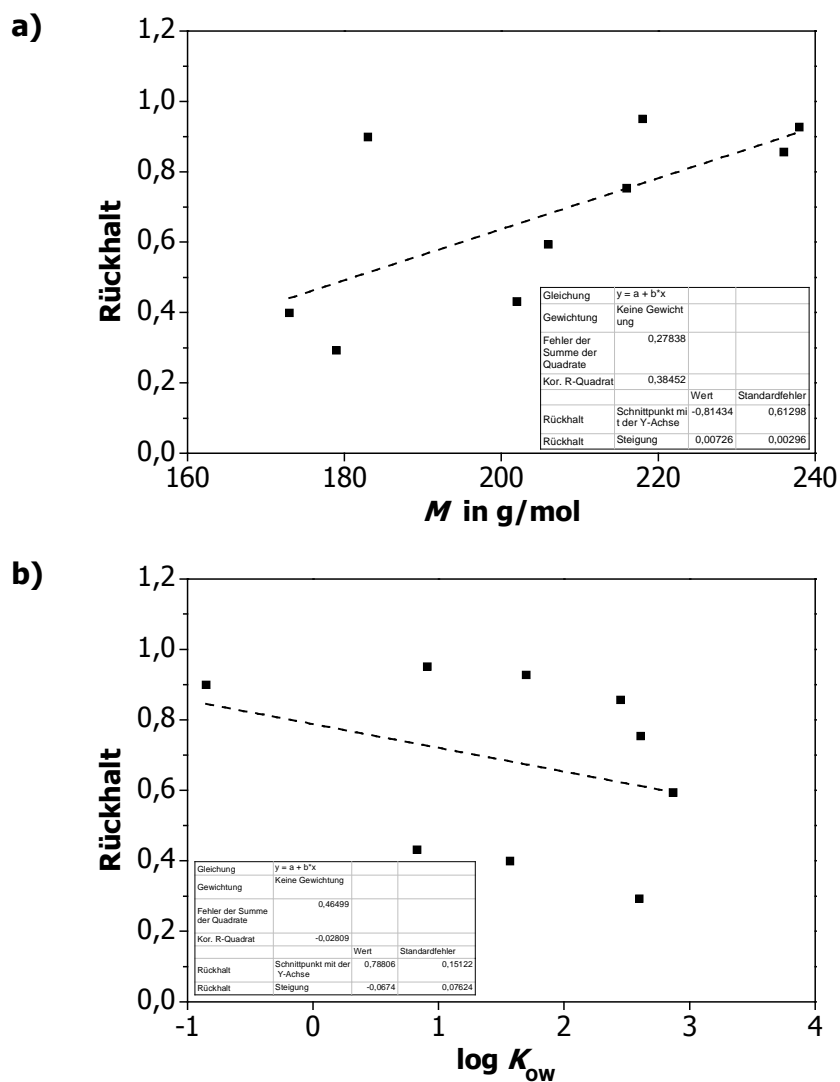 a)
1,2
1,0
0,8
0,6
0,4
0,2
0,0
Rückhalt
160 180 200 220 240
M in g/mol
Gleichung y = a + b*x
Gewichtung Keine Gewicht
ung
Fehler der
Summe der
Quadrate 0,27838
Kor. R-Quadrat 0,38452
Wert Standardfehler
Rückhalt Schnittpunkt mi
t der Y-Achse -0,81434 0,61298
Rückhalt Steigung 0,00726 0,00296
b)
1,2
1,0
0,8
0,6
0,4
0,2
0,0
Rückhalt
-1 0 1 2 3 4
log Kow
Gleichung y = a + b*x
Gewichtung Keine Gewichtung
Fehler der Summe
der Quadrate 0,46499
Kor. R-Quadrat -0,02809
Wert Standardfehler
Rückhalt Schnittpunkt mit der
Y-Achse 0,78806 0,15122
Rückhalt Steigung -0,0674 0,07624